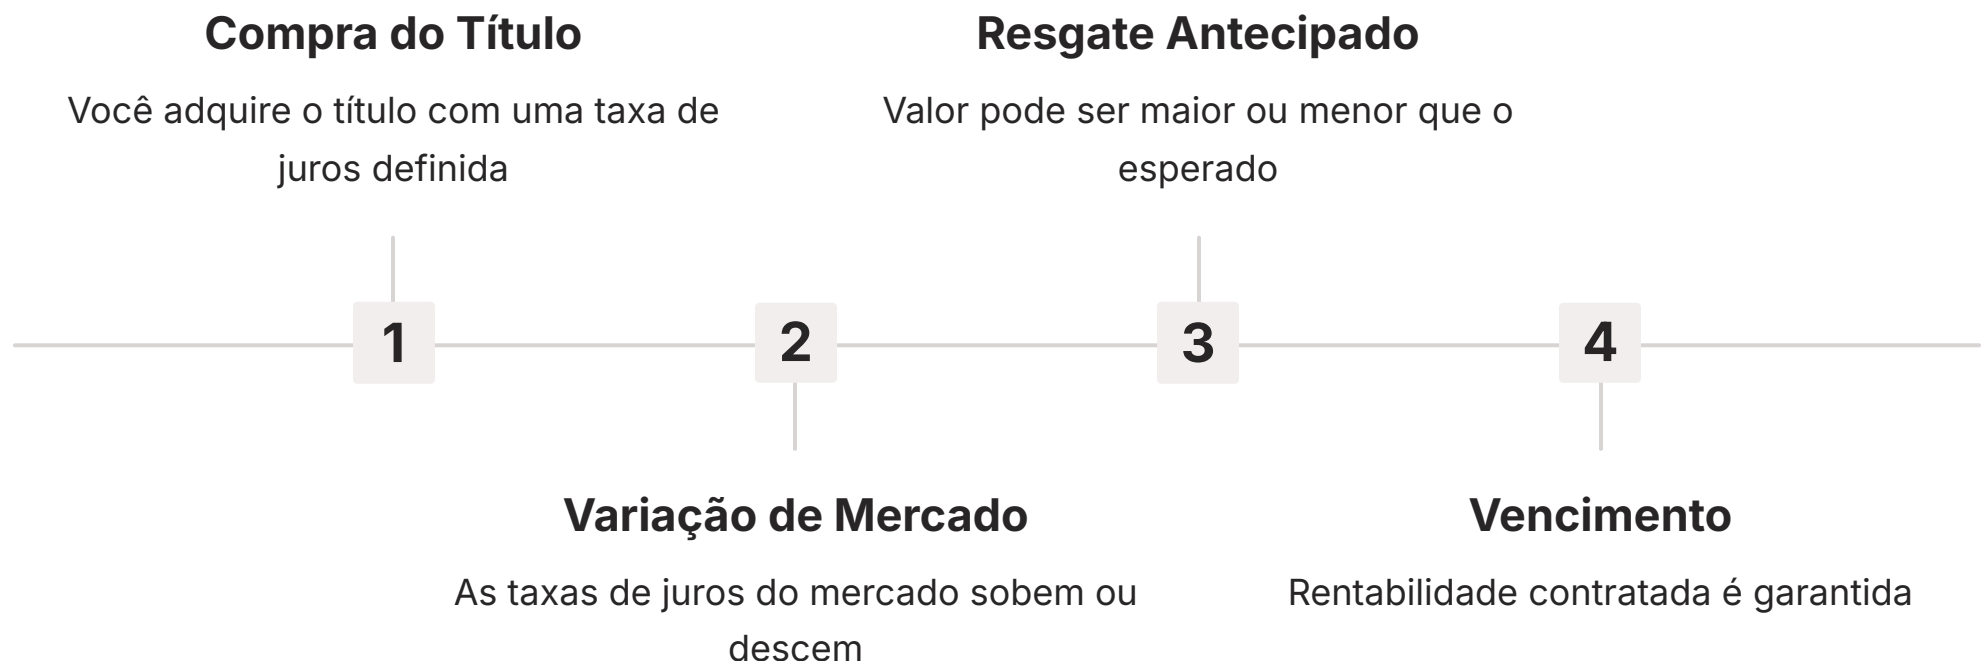 Compra do Título
Você adquire o título com uma taxa de
juros definida
Resgate Antecipado
Valor pode ser maior ou menor que o
esperado
1
2
3
4
Variação de Mercado
As taxas de juros do mercado sobem ou
descem
Vencimento
Rentabilidade contratada é garantida